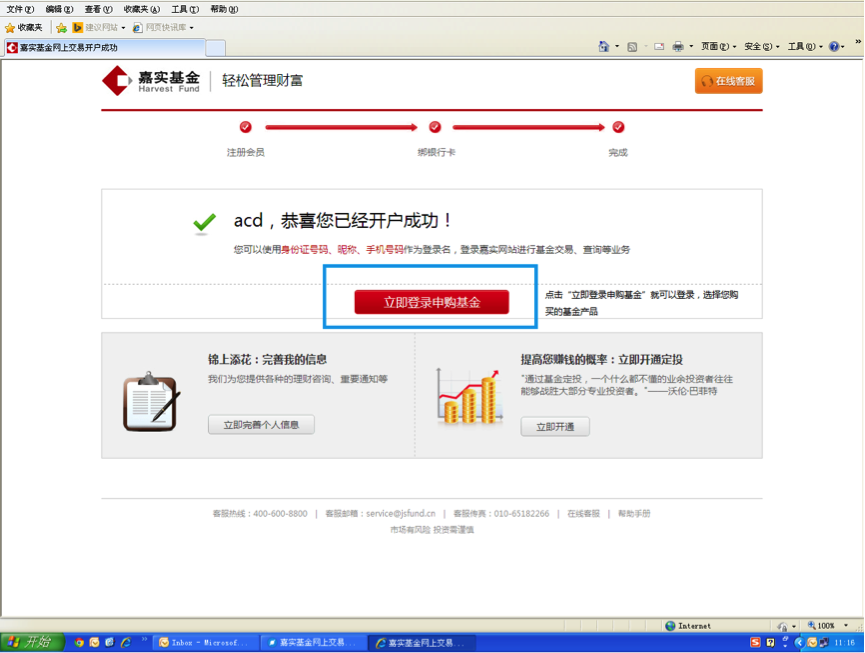 文件(F) 编辑(E) 查看(V) 收藏夹(A) 工具(T) 帮助(H)
收藏夹 建议网站 网页快讯库
嘉实基金网上交易开户成功 页面(P) 安全(S) 工具(O)
嘉实基金 轻松管理财富 在线客服
Harvest Fund
注册会员 绑银行卡 完成
acd，恭喜您已经开户成功！
您可以使用身份证号码、昵称、手机号码作为登录名，登录嘉实网站进行基金交易、查询等业务
立即登录申购基金
点击“立即登录申购基金”就可以登录，选择您购
买的基金产品
锦上添花：完善我的信息
我们为您提供各种的理财咨询、重要通知等
立即完善个人信息
提高您赚钱的概率：立即开通定投
“通过基金定投，一个什么都不懂的业余投资者往往
能够战胜大部分专业投资者。”——沃伦·巴菲特
立即开通
客服热线：400-600-8800 | 客服邮箱：service@jsfund.cn | 客服传真：010-65182266 | 在线客服 | 帮助手册
市场有风险 投资需谨慎
Internet 100%
开始 Inbox - Microsof... 嘉实基金网上交易... 嘉实基金网上交易... 11:16